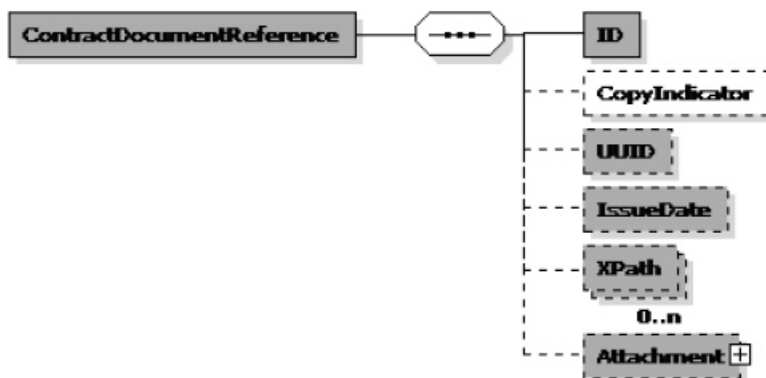 ContractDocumentReference
ID
CopyIndicator
UUID
IssueDate
XPath
0..n
Attachment